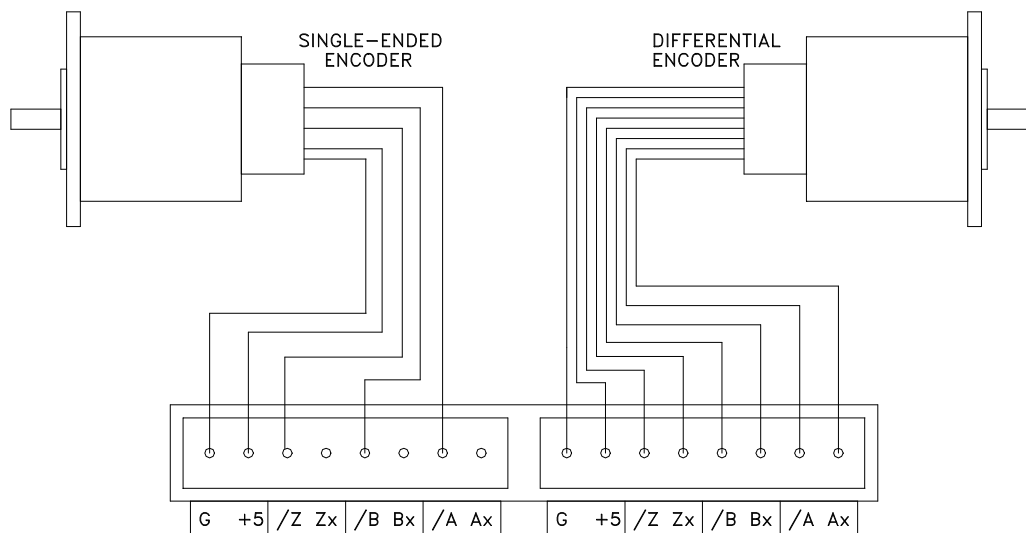 SINGLE-ENDED
ENCODER
DIFFERENTIAL
ENCODER
G +5 /Z Zx /B Bx /A Ax
G +5 /Z Zx /B Bx /A Ax